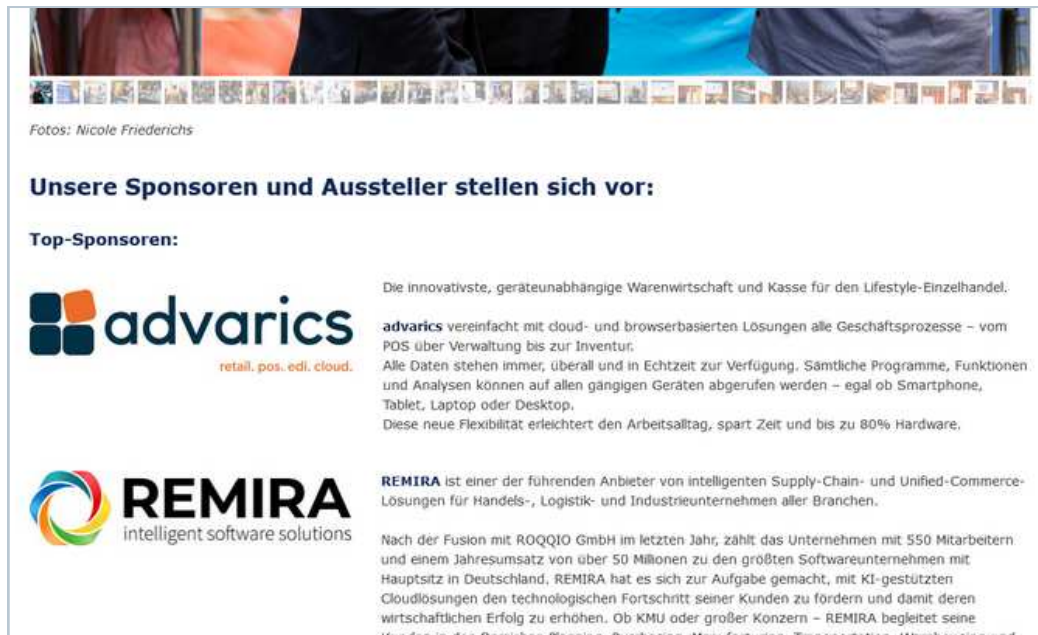 Fotos: Nicole Friederichs
Unsere Sponsoren und Aussteller stellen sich vor:
Top-Sponsoren:
advarics
retail. pos. edi. cloud.
Die innovativste, geräteunabhängige Warenwirtschaft und Kasse für den Lifestyle-Einzelhandel.
advarics vereinfacht mit cloud- und browserbasierten Lösungen alle Geschäftsprozesse – vom
POS über Verwaltung bis zur Inventur.
Alle Daten stehen immer, überall und in Echtzeit zur Verfügung. Sämtliche Programme, Funktionen
und Analysen können auf allen gängigen Geräten abgerufen werden – egal ob Smartphone,
Tablet, Laptop oder Desktop.
Diese neue Flexibilität erleichtert den Arbeitsalltag, spart Zeit und bis zu 80% Hardware.
REMIRA
intelligent software solutions
REMIRA ist einer der führenden Anbieter von intelligenten Supply-Chain- und Unified-Commerce-
Lösungen für Handels-, Logistik- und Industrieunternehmen aller Branchen.
Nach der Fusion mit ROQQIO GmbH im letzten Jahr, zählt das Unternehmen mit 550 Mitarbeitern
und einem Jahresumsatz von über 50 Millionen zu den größten Softwareunternehmen mit
Hauptsitz in Deutschland. REMIRA hat es sich zur Aufgabe gemacht, mit KI-gestützten
Cloudlösungen den technologischen Fortschritt seiner Kunden zu fördern und damit deren
wirtschaftlichen Erfolg zu erhöhen. Ob KMU oder großer Konzern – REMIRA begleitet seine